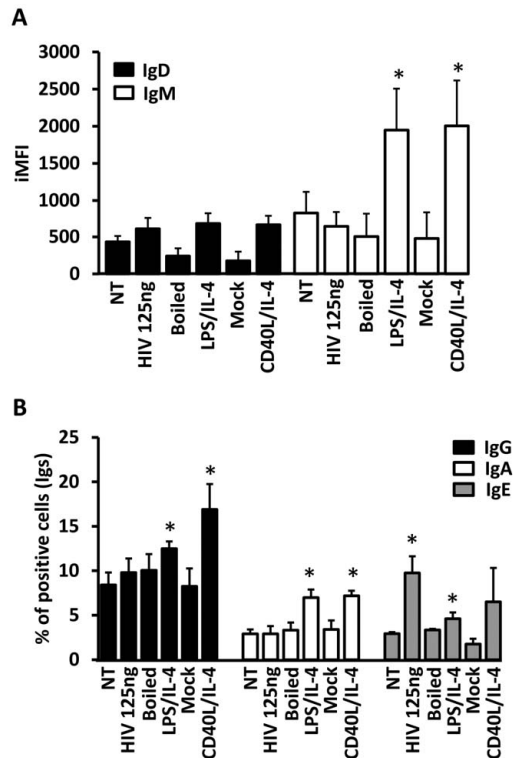 A
3000
2500
2000
1500
1000
500
0
iMFI
IgD
IgM
* *
NT HIV 125ng Boiled LPS/IL-4 Mock CD40L/IL-4 NT HIV 125ng Boiled LPS/IL-4 Mock CD40L/IL-4
B
25
20
15
10
5
0
% of positive cells (Igs)
IgG
IgA
IgE
* * * * * *
NT HIV 125ng Boiled LPS/IL-4 Mock CD40L/IL-4 NT HIV 125ng Boiled LPS/IL-4 Mock CD40L/IL-4 NT HIV 125ng Boiled LPS/IL-4 Mock CD40L/IL-4